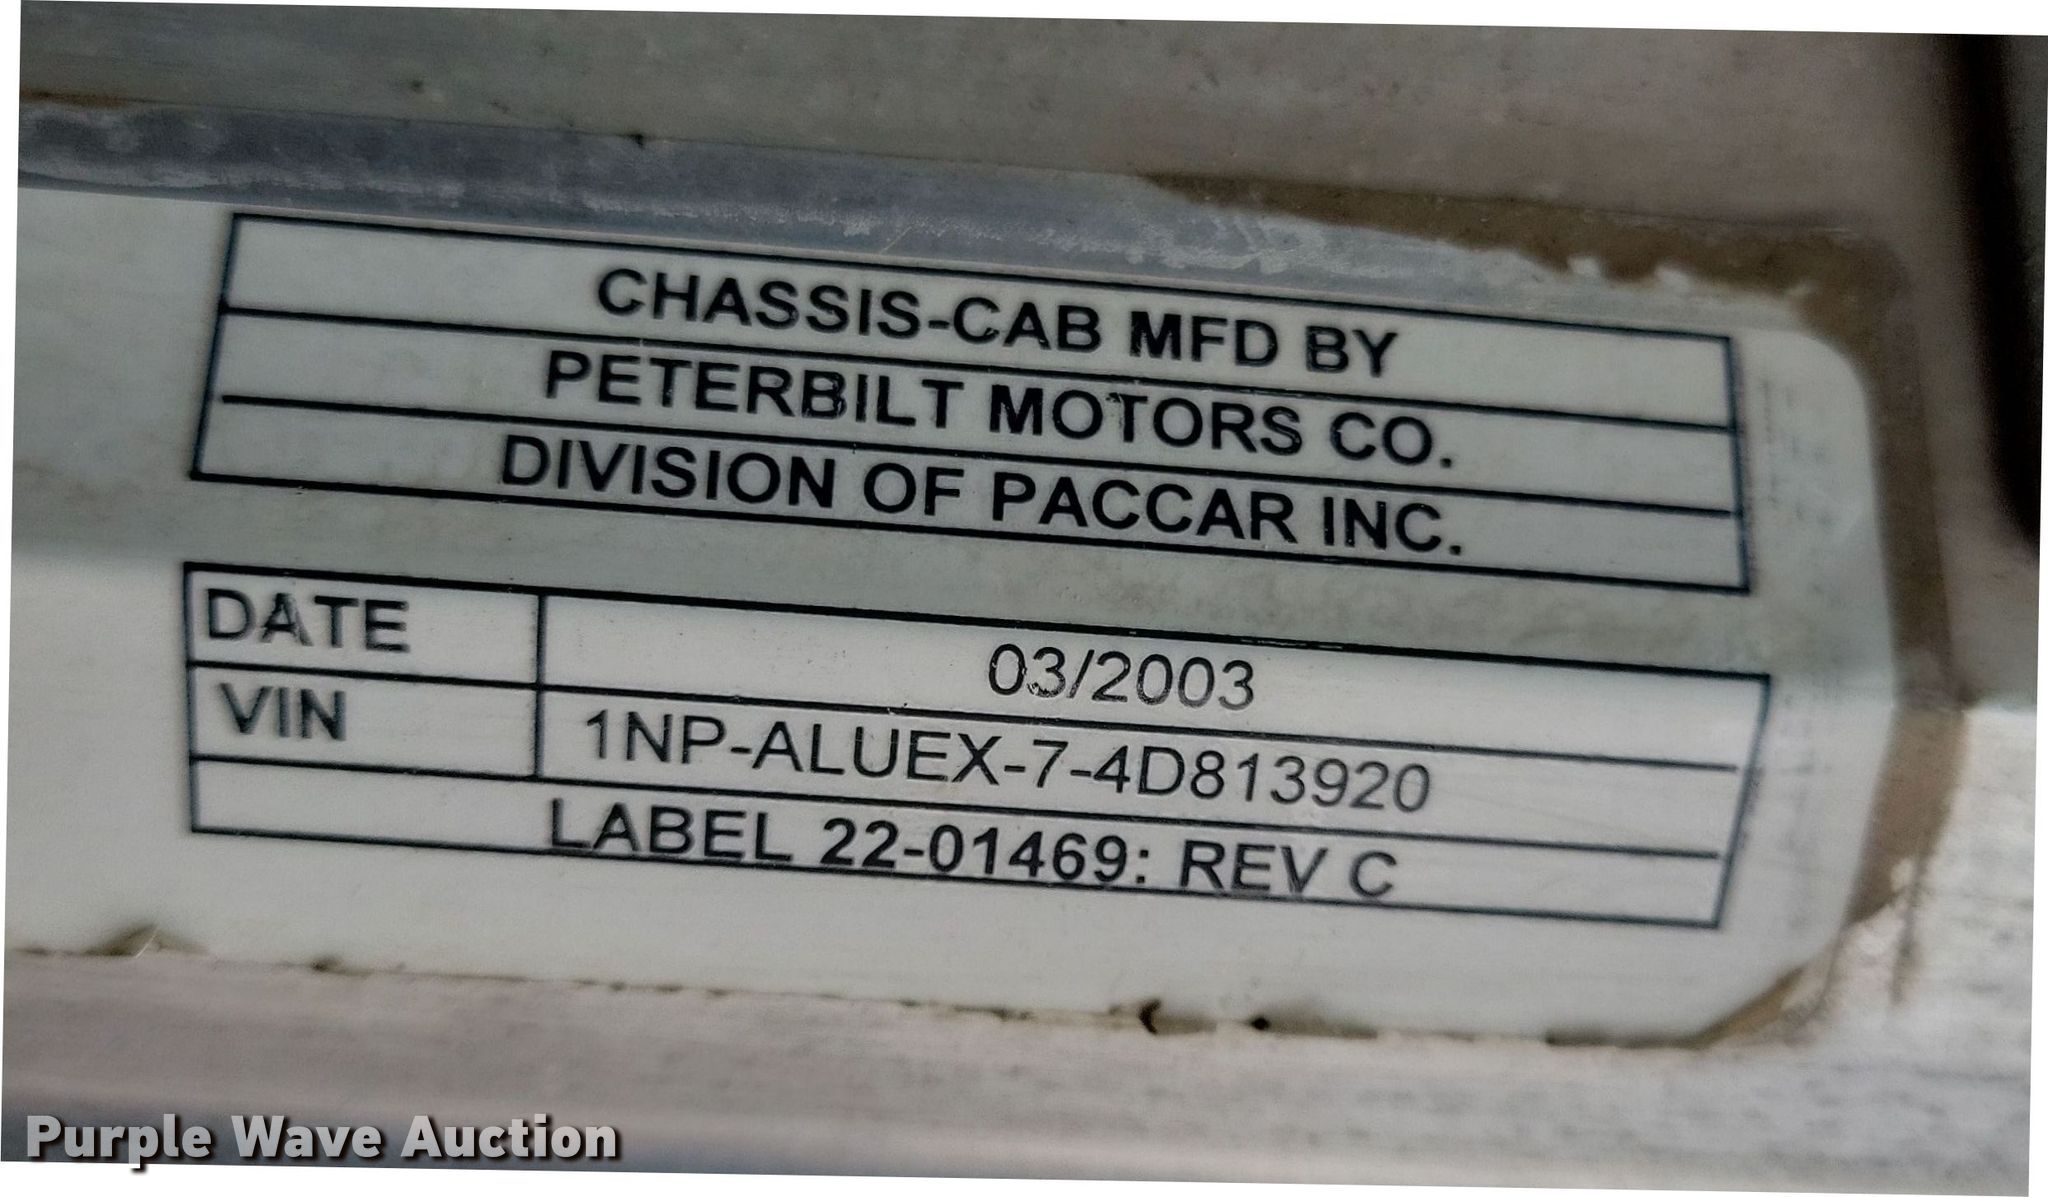 CHASSIS-CAB MFD BY
PETERBILT MOTORS CO.
DIVISION OF PACCAR INC.
DATE 03/2003
VIN 1NP-ALUEX-7-4D813920
LABEL 22-01469: REV C
Purple Wave Auction